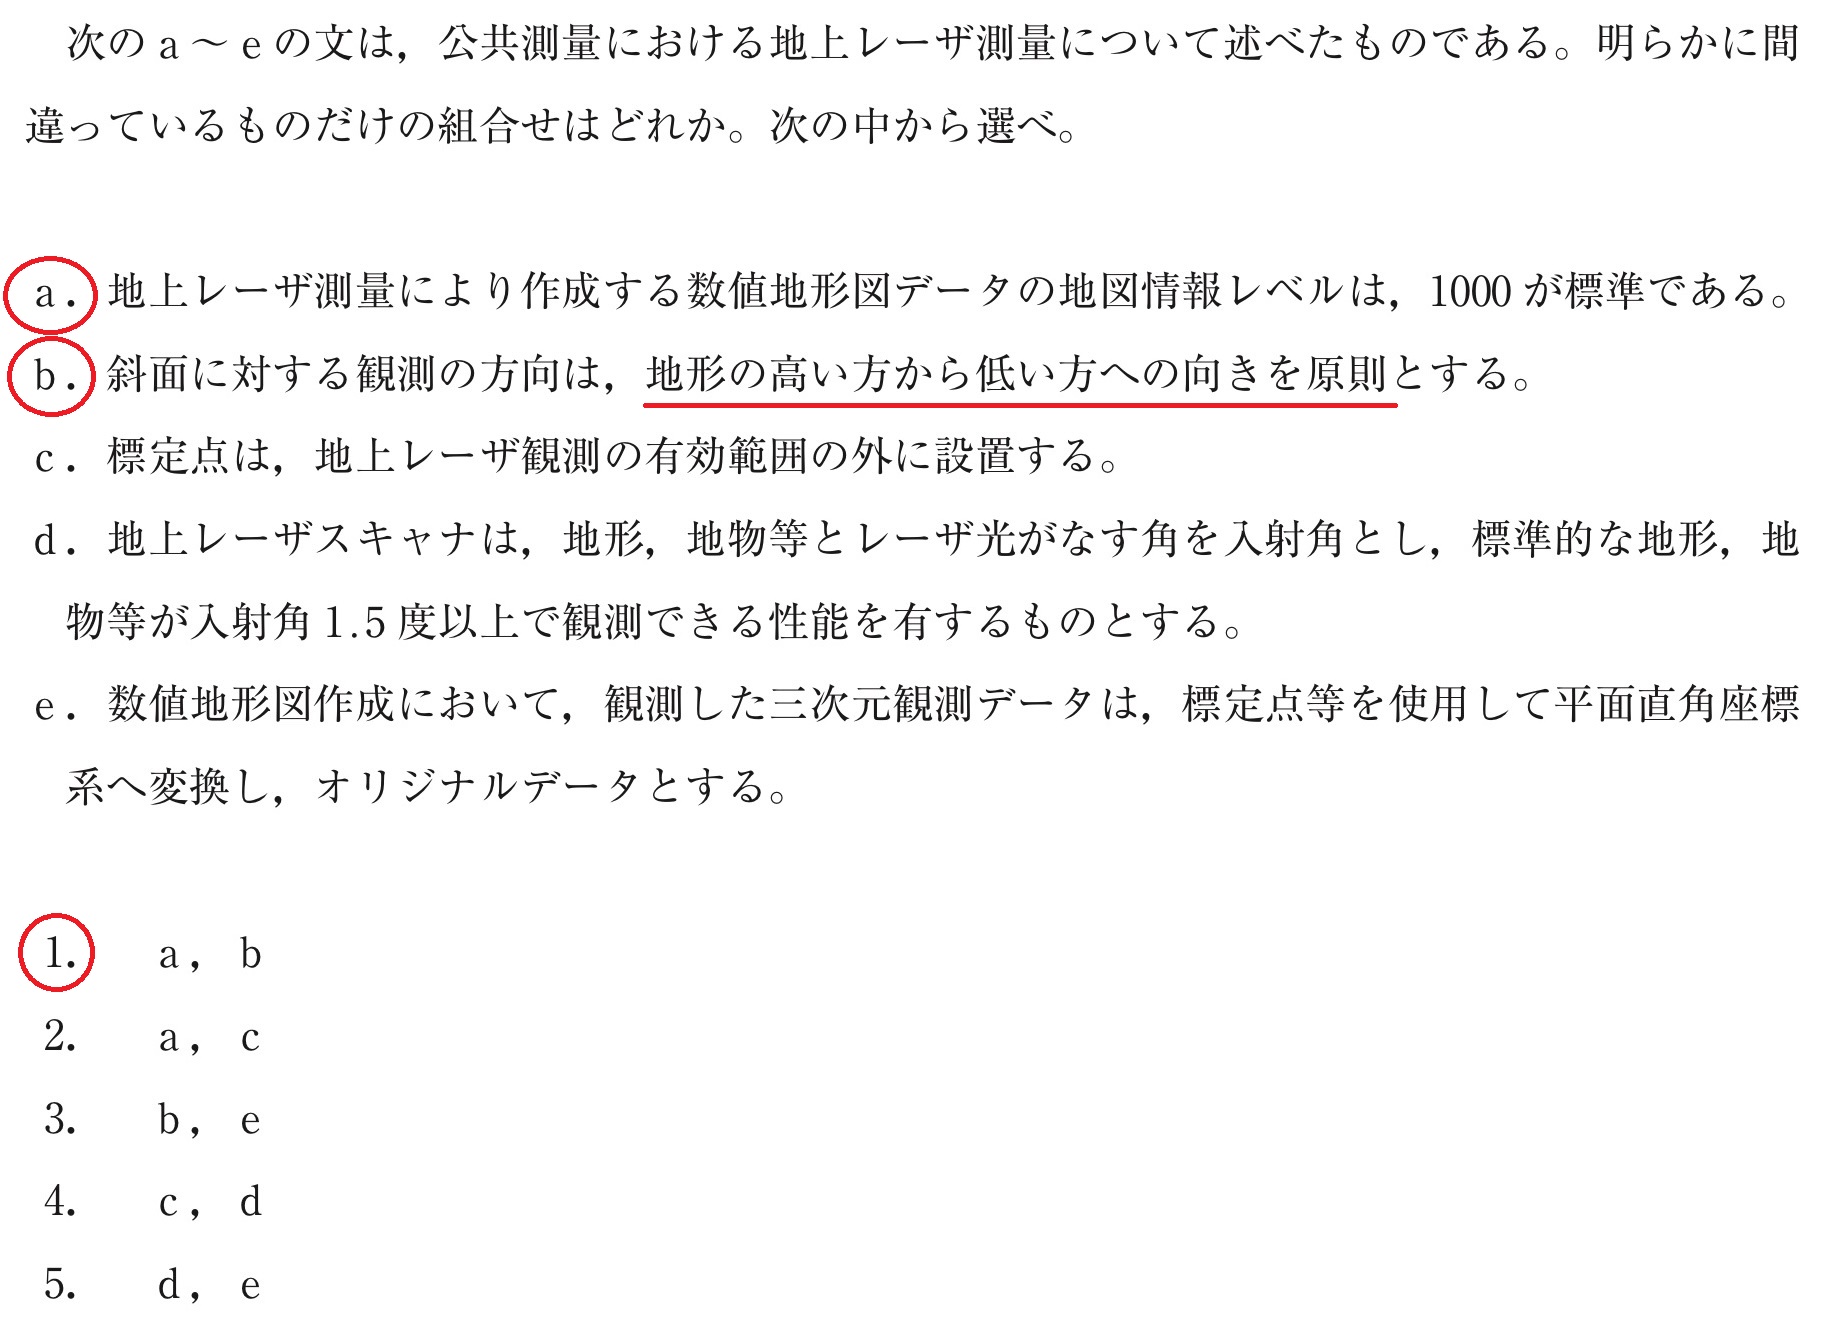 次のa~eの文は,公共測量における地上レーザ測量について述べたものである。明らかに間
違っているものだけの組合せはどれか。次の中から選べ。
a.地上レーザ測量により作成する数値地形図データの地図情報レベルは,1000が標準である。
b.斜面に対する観測の方向は,地形の高い方から低い方への向きを原則とする。
c.標定点は,地上レーザ観測の有効範囲の外に設置する。
d.地上レーザスキャナは,地形,地物等とレーザ光がなす角を入射角とし,標準的な地形,地
物等が入射角1.5度以上で観測できる性能を有するものとする。
e.数値地形図作成において,観測した三次元観測データは,標定点等を使用して平面直角座標
系へ変換し,オリジナルデータとする。
1. a, b
2. a, c
3. b, e
4. c, d
5. d, e